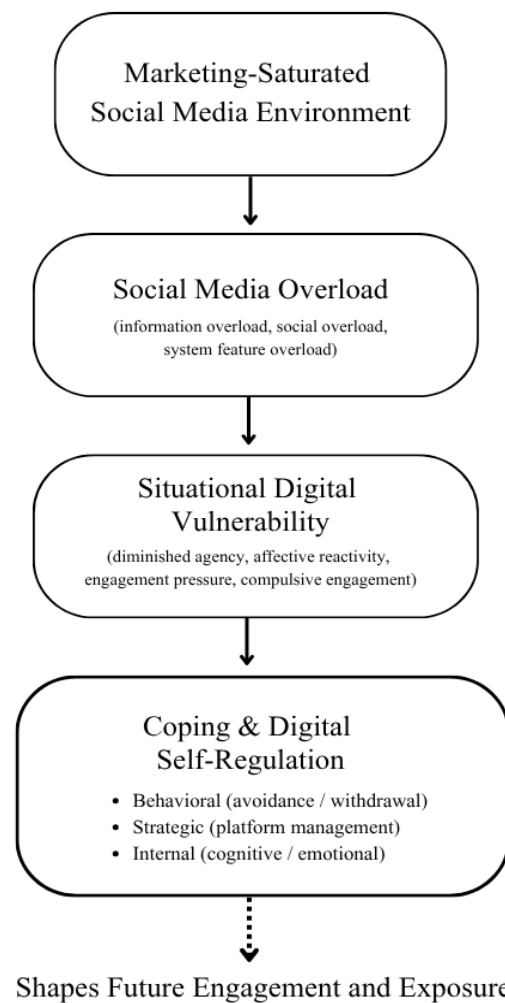 Marketing-Saturated
Social Media Environment
Social Media Overload
(information overload, social overload,
system feature overload)
Situational Digital
Vulnerability
(diminished agency, affective reactivity,
engagement pressure, compulsive engagement)
Coping & Digital
Self-Regulation
• Behavioral (avoidance / withdrawal)
• Strategic (platform management)
• Internal (cognitive / emotional)
Shapes Future Engagement and Exposure